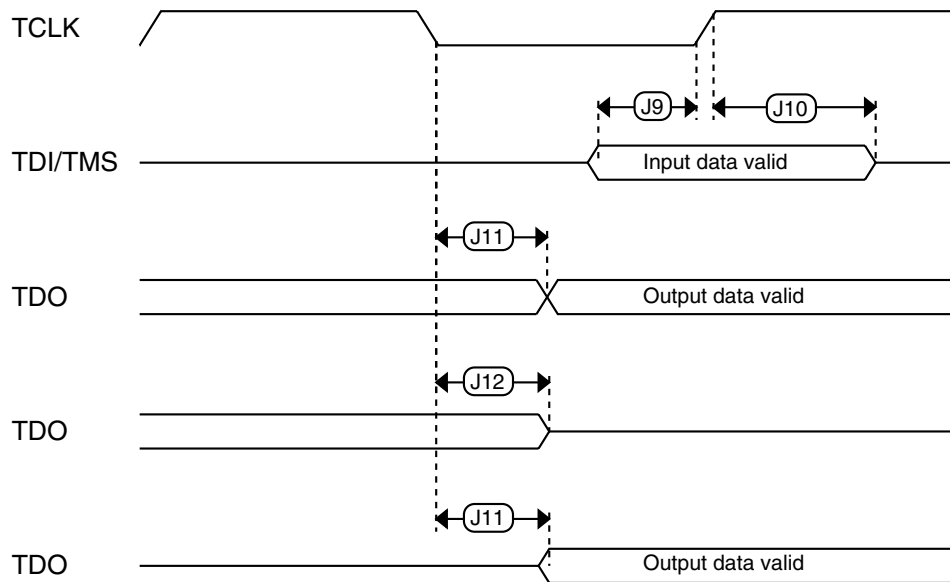 TCLK
J9
J10
TDI/TMS
Input data valid
J11
TDO
Output data valid
J12
TDO
J11
TDO
Output data valid